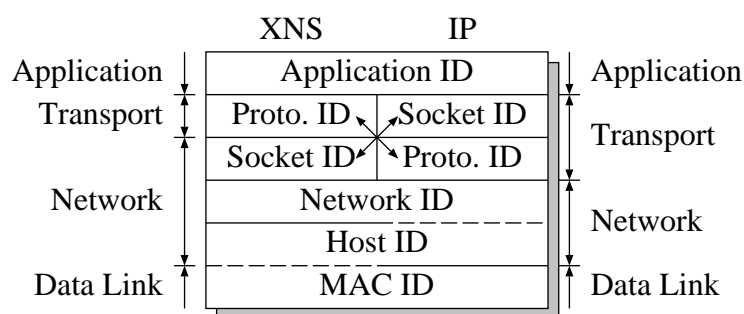 XNS IP
Application Application ID Application
Transport Proto. ID Socket ID
Transport
Socket ID Proto. ID
Network Network ID
Network
Host ID
Data Link MAC ID Data Link